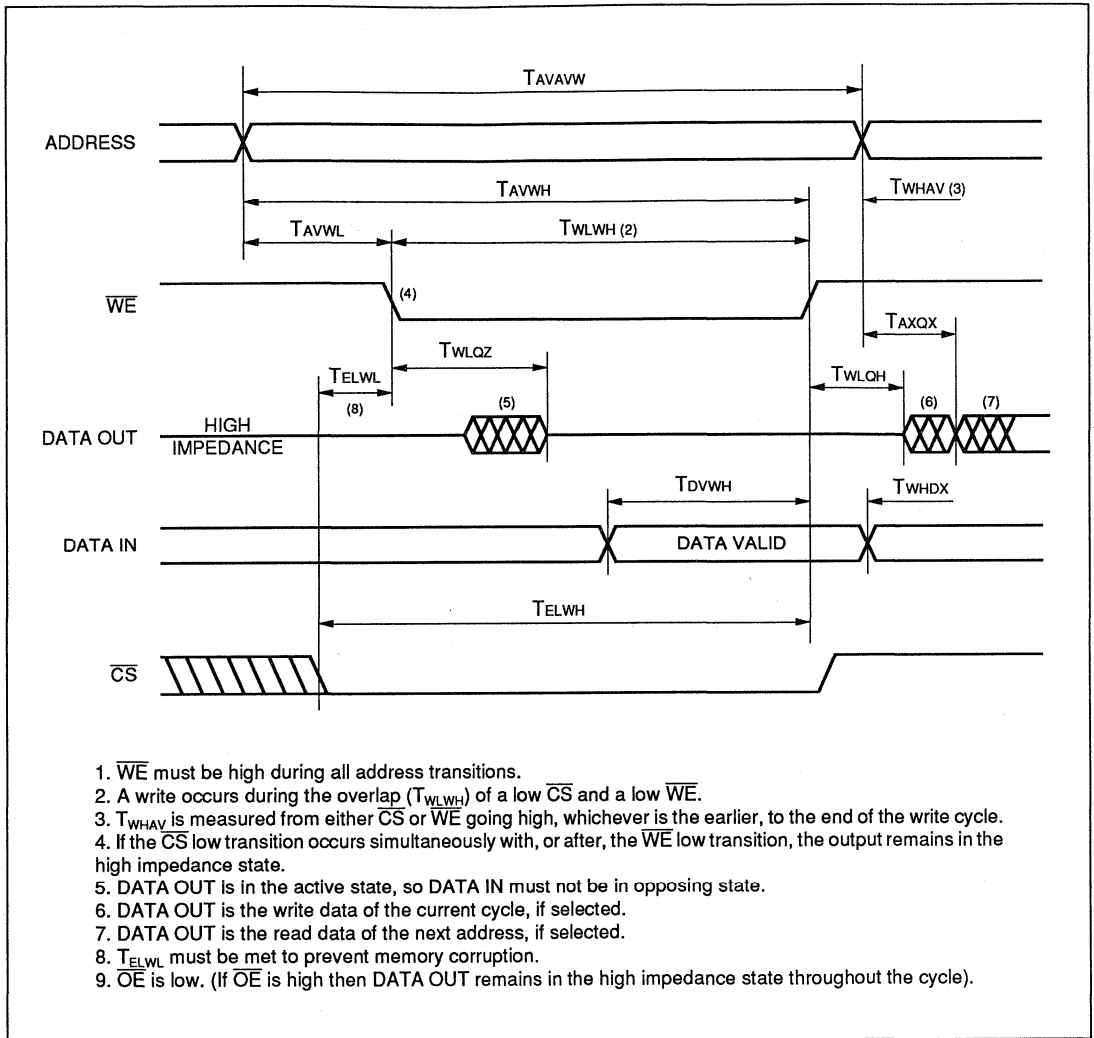 TAVAVW
ADDRESS
TAVWH
TWHAV (3)
TAVWL
TWLWH (2)
WE
(4)
TAXQX
TWLQZ
TELWL
TWLQH
(8)
(5)
(6)
(7)
DATA OUT
HIGH
IMPEDANCE
TDVWH
TWHDX
DATA IN
DATA VALID
TELWH
CS
1. WE must be high during all address transitions.
2. A write occurs during the overlap (TWLWH) of a low CS and a low WE.
3. TWHAV is measured from either CS or WE going high, whichever is the earlier, to the end of the write cycle.
4. If the CS low transition occurs simultaneously with, or after, the WE low transition, the output remains in the
high impedance state.
5. DATA OUT is in the active state, so DATA IN must not be in opposing state.
6. DATA OUT is the write data of the current cycle, if selected.
7. DATA OUT is the read data of the next address, if selected.
8. TELWL must be met to prevent memory corruption.
9. OE is low. (If OE is high then DATA OUT remains in the high impedance state throughout the cycle).